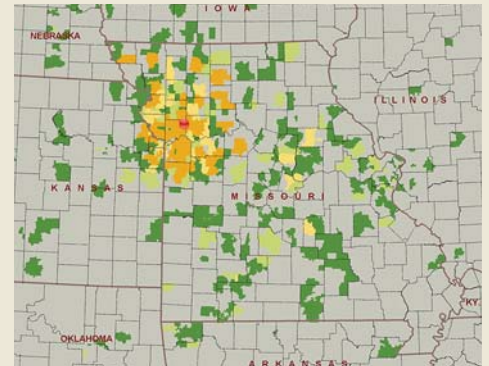 IOWA
NEBRASKA
ILLINOIS
KANSAS
MISSOURI
KY.
OKLAHOMA
ARKANSAS